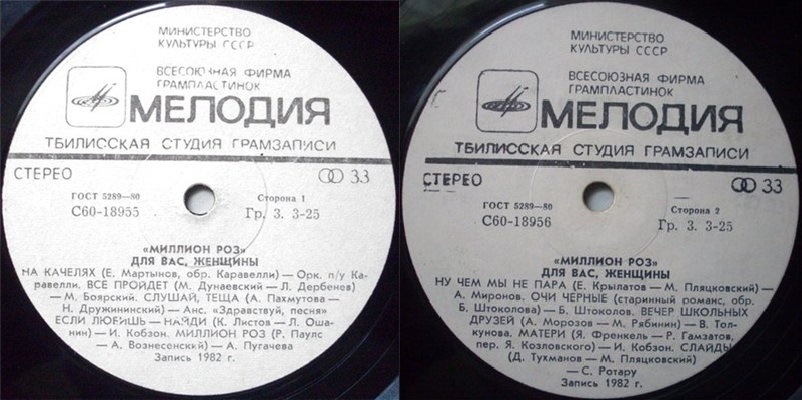 МИНИСТЕРСТВО
КУЛЬТУРЫ СССР
ВСЕСОЮЗНАЯ ФИРМА
ГРАМПЛАСТИНОК
МЕЛОДИЯ
ТБИЛИССКАЯ СТУДИЯ ГРАМЗАПИСИ
СТЕРЕО 33
ГОСТ 5289—80 Сторона 1
С60-18955 Гр. 3. 3-25
«МИЛЛИОН РОЗ»
ДЛЯ ВАС, ЖЕНЩИНЫ
НА КАЧЕЛЯХ (Е. Мартынов, обр. Каравелли) — Орк. п/у Ка-
равелли. ВСЕ ПРОЙДЕТ (М. Дунаевский — Л. Дербенев)
— М. Боярский. СЛУШАЙ, ТЕЩА (А. Пахмутова —
Н. Дружининский) — Анс. «Здравствуй, песня»
ЕСЛИ ЛЮБИШЬ — НАЙДИ (К. Листов — Л. Оша-
нин) — И. Кобзон. МИЛЛИОН РОЗ (Р. Паулс
— А. Вознесенский) — А. Пугачева
Запись 1982 г.
МИНИСТЕРСТВО
КУЛЬТУРЫ СССР
ВСЕСОЮЗНАЯ ФИРМА
ГРАМПЛАСТИНОК
МЕЛОДИЯ
ТБИЛИССКАЯ СТУДИЯ ГРАМЗАПИСИ
СТЕРЕО 33
ГОСТ 5289—80 Сторона 2
С60-18956 Гр. 3. 3-25
«МИЛЛИОН РОЗ»
ДЛЯ ВАС, ЖЕНЩИНЫ
НУ ЧЕМ МЫ НЕ ПАРА (Е. Крылатов — М. Пляцковский) —
А. Миронов. ОЧИ ЧЕРНЫЕ (старинный романс, обр.
Б. Штоколова) — Б. Штоколов. ВЕЧЕР ШКОЛЬНЫХ
ДРУЗЕЙ (А. Морозов — М. Рябинин) — В. Тол-
кунова. МАТЕРИ (Я. Френкель — Р. Гамзатов,
пер. Я. Козловского) — И. Кобзон. СЛАЙДЫ
(Д. Тухманов — М. Пляцковский)
— С. Ротару
Запись 1982 г.